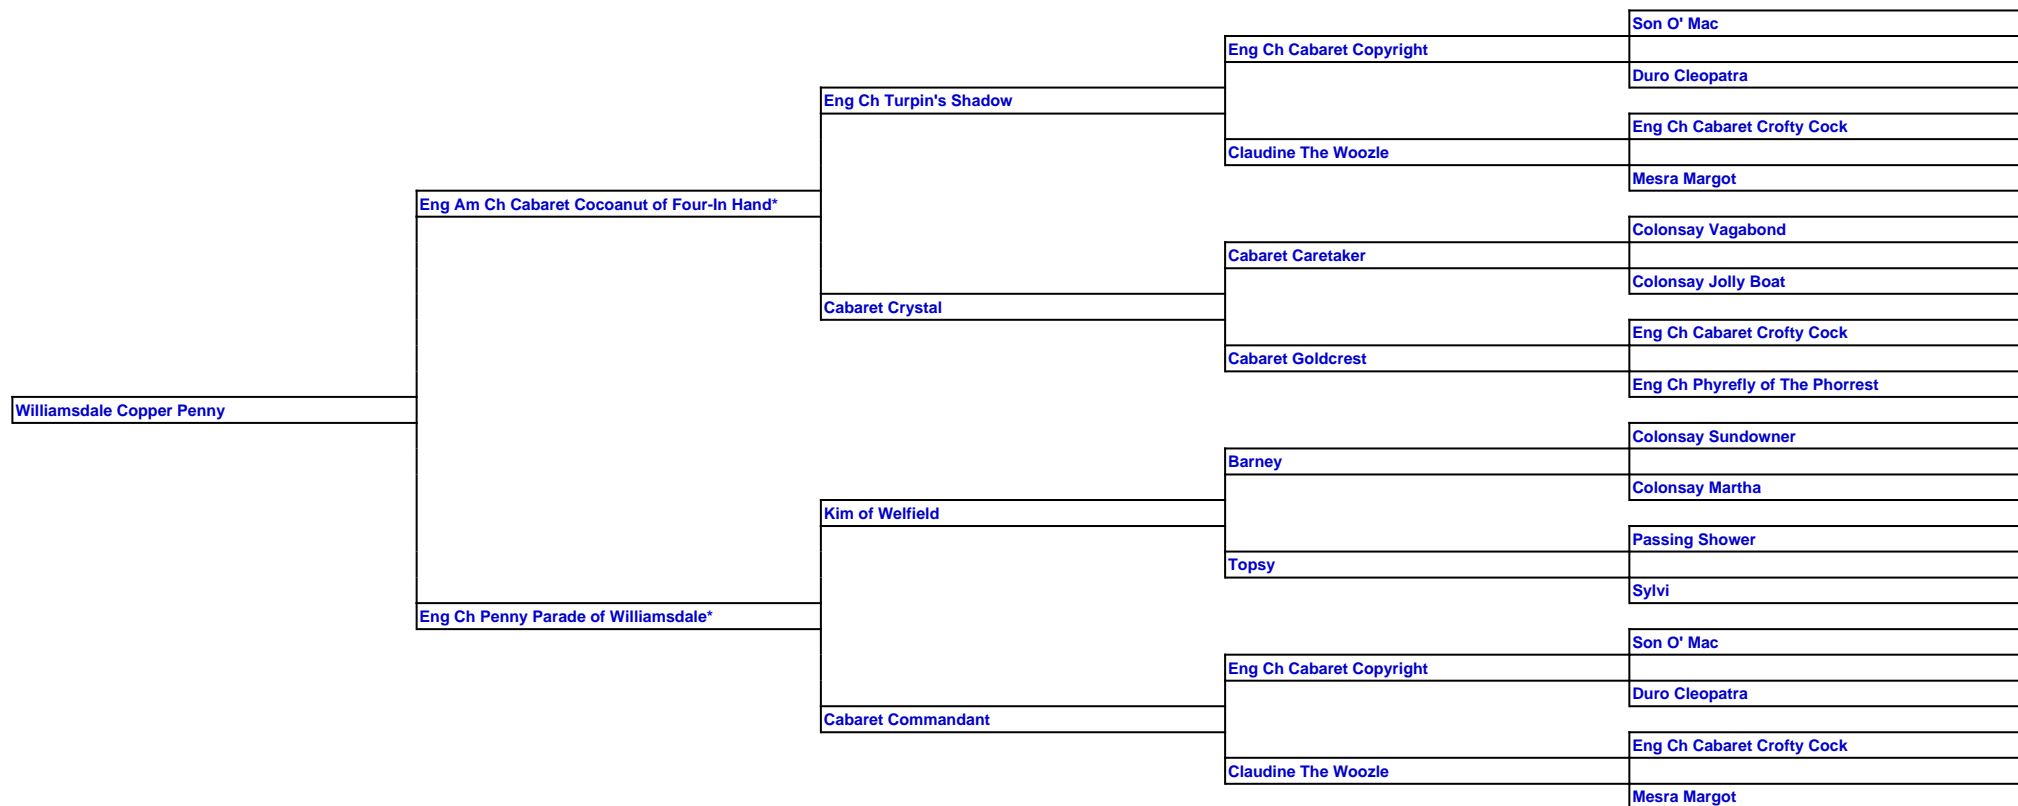 Son O' Mac
Eng Ch Cabaret Copyright
Duro Cleopatra
Eng Ch Turpin's Shadow
Eng Ch Cabaret Crofty Cock
Claudine The Woozle
Mesra Margot
Eng Am Ch Cabaret Cocoanut of Four-In Hand*
Colonsay Vagabond
Cabaret Caretaker
Colonsay Jolly Boat
Cabaret Crystal
Eng Ch Cabaret Crofty Cock
Cabaret Goldcrest
Eng Ch Phyrefly of The Phorrest
Williamsdale Copper Penny
Colonsay Sundowner
Barney
Colonsay Martha
Kim of Welfield
Passing Shower
Topsy
Sylvi
Eng Ch Penny Parade of Williamsdale*
Son O' Mac
Eng Ch Cabaret Copyright
Duro Cleopatra
Cabaret Commandant
Eng Ch Cabaret Crofty Cock
Claudine The Woozle
Mesra Margot